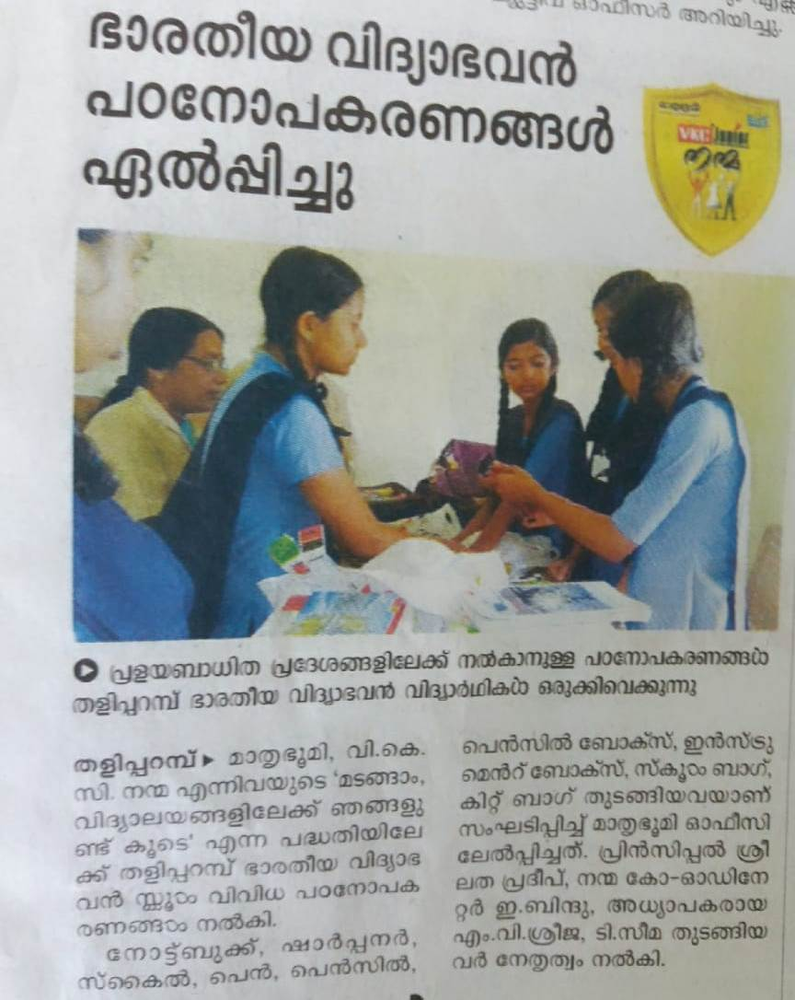 ഓഫീസർ അറിയിച്ചു.
ഭാരതീയ വിദ്യാഭവൻ
പഠനോപകരണങ്ങൾ
ഏൽപ്പിച്ചു
VKC Junior
നന്മ
പ്രളയബാധിത പ്രദേശങ്ങളിലേക്ക് നൽകാനുള്ള പഠനോപകരണങ്ങൾ
തളിപ്പറമ്പ് ഭാരതീയ വിദ്യാഭവൻ വിദ്യാർഥികൾ ഒരുക്കിവെക്കുന്നു
തളിപ്പറമ്പ് ▸ മാതൃഭൂമി, വി.കെ.
സി. നന്മ എന്നിവയുടെ 'മടങ്ങാം,
വിദ്യാലയങ്ങളിലേക്ക് ഞങ്ങളു
ണ്ട് കൂടെ' എന്ന പദ്ധതിയിലേ
ക്ക് തളിപ്പറമ്പ് ഭാരതീയ വിദ്യാഭ
വൻ സ്കൂൾ വിവിധ പഠനോപക
രണങ്ങൾ നൽകി.
നോട്ട്ബുക്ക്, ഷാർപ്പനർ,
സ്കെയിൽ, പെൻ, പെൻസിൽ,
പെൻസിൽ ബോക്സ്, ഇൻസ്ട്രു
മെൻറ് ബോക്സ്, സ്കൂൾ ബാഗ്,
കിറ്റ് ബാഗ് തുടങ്ങിയവയാണ്
സംഘടിപ്പിച്ച് മാതൃഭൂമി ഓഫീസി
ലേൽപ്പിച്ചത്. പ്രിൻസിപ്പൽ ശ്രീ
ലത പ്രദീപ്, നന്മ കോ-ഓഡിനേ
റ്റർ ഇ.ബിന്ദു, അധ്യാപകരായ
എം.വി.ശ്രീജ, ടി.സീമ തുടങ്ങിയ
വർ നേതൃത്വം നൽകി.